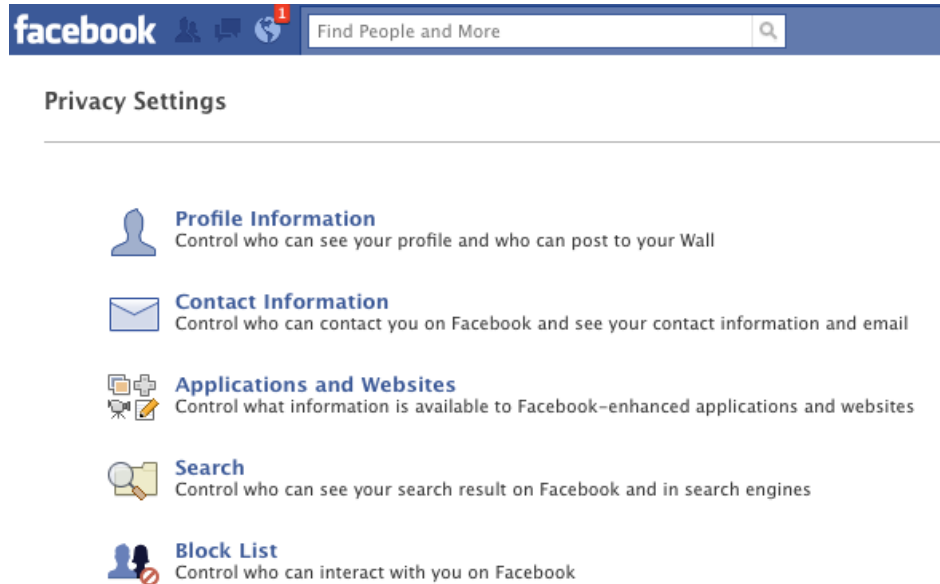 facebook
1
Find People and More
Privacy Settings
Profile Information
Control who can see your profile and who can post to your Wall
Contact Information
Control who can contact you on Facebook and see your contact information and email
Applications and Websites
Control what information is available to Facebook-enhanced applications and websites
Search
Control who can see your search result on Facebook and in search engines
Block List
Control who can interact with you on Facebook